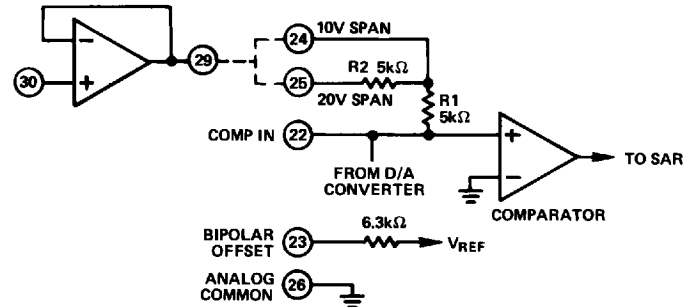 24
10V SPAN
−
29
R2 5kΩ
30
+
25
20V SPAN
R1
5kΩ
COMP IN
22
+
TO SAR
FROM D/A
CONVERTER
−
COMPARATOR
6.3kΩ
BIPOLAR
OFFSET
23
VREF
ANALOG
COMMON
26